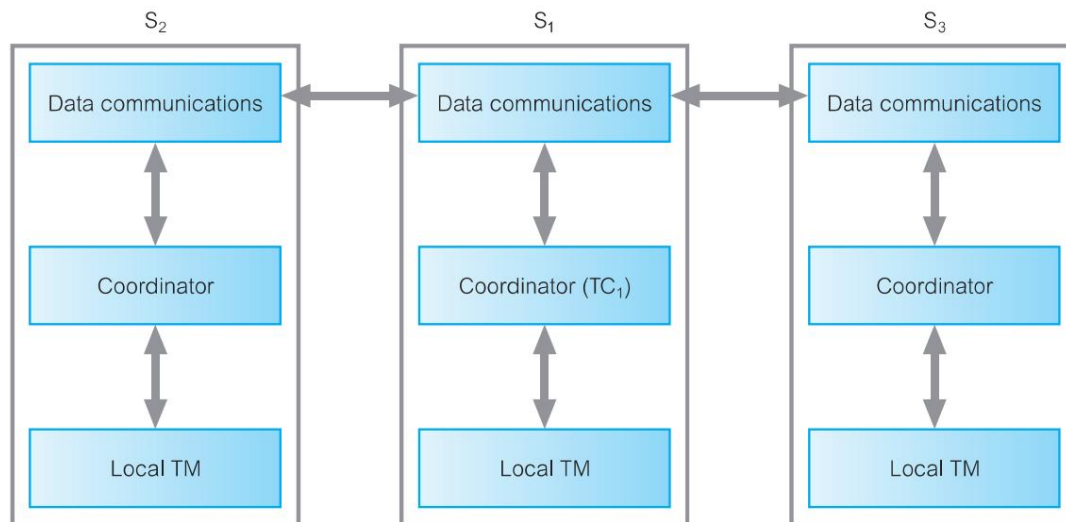 S₂
S₁
S₃
Data communications
Data communications
Data communications
Coordinator
Coordinator (TC₁)
Coordinator
Local TM
Local TM
Local TM